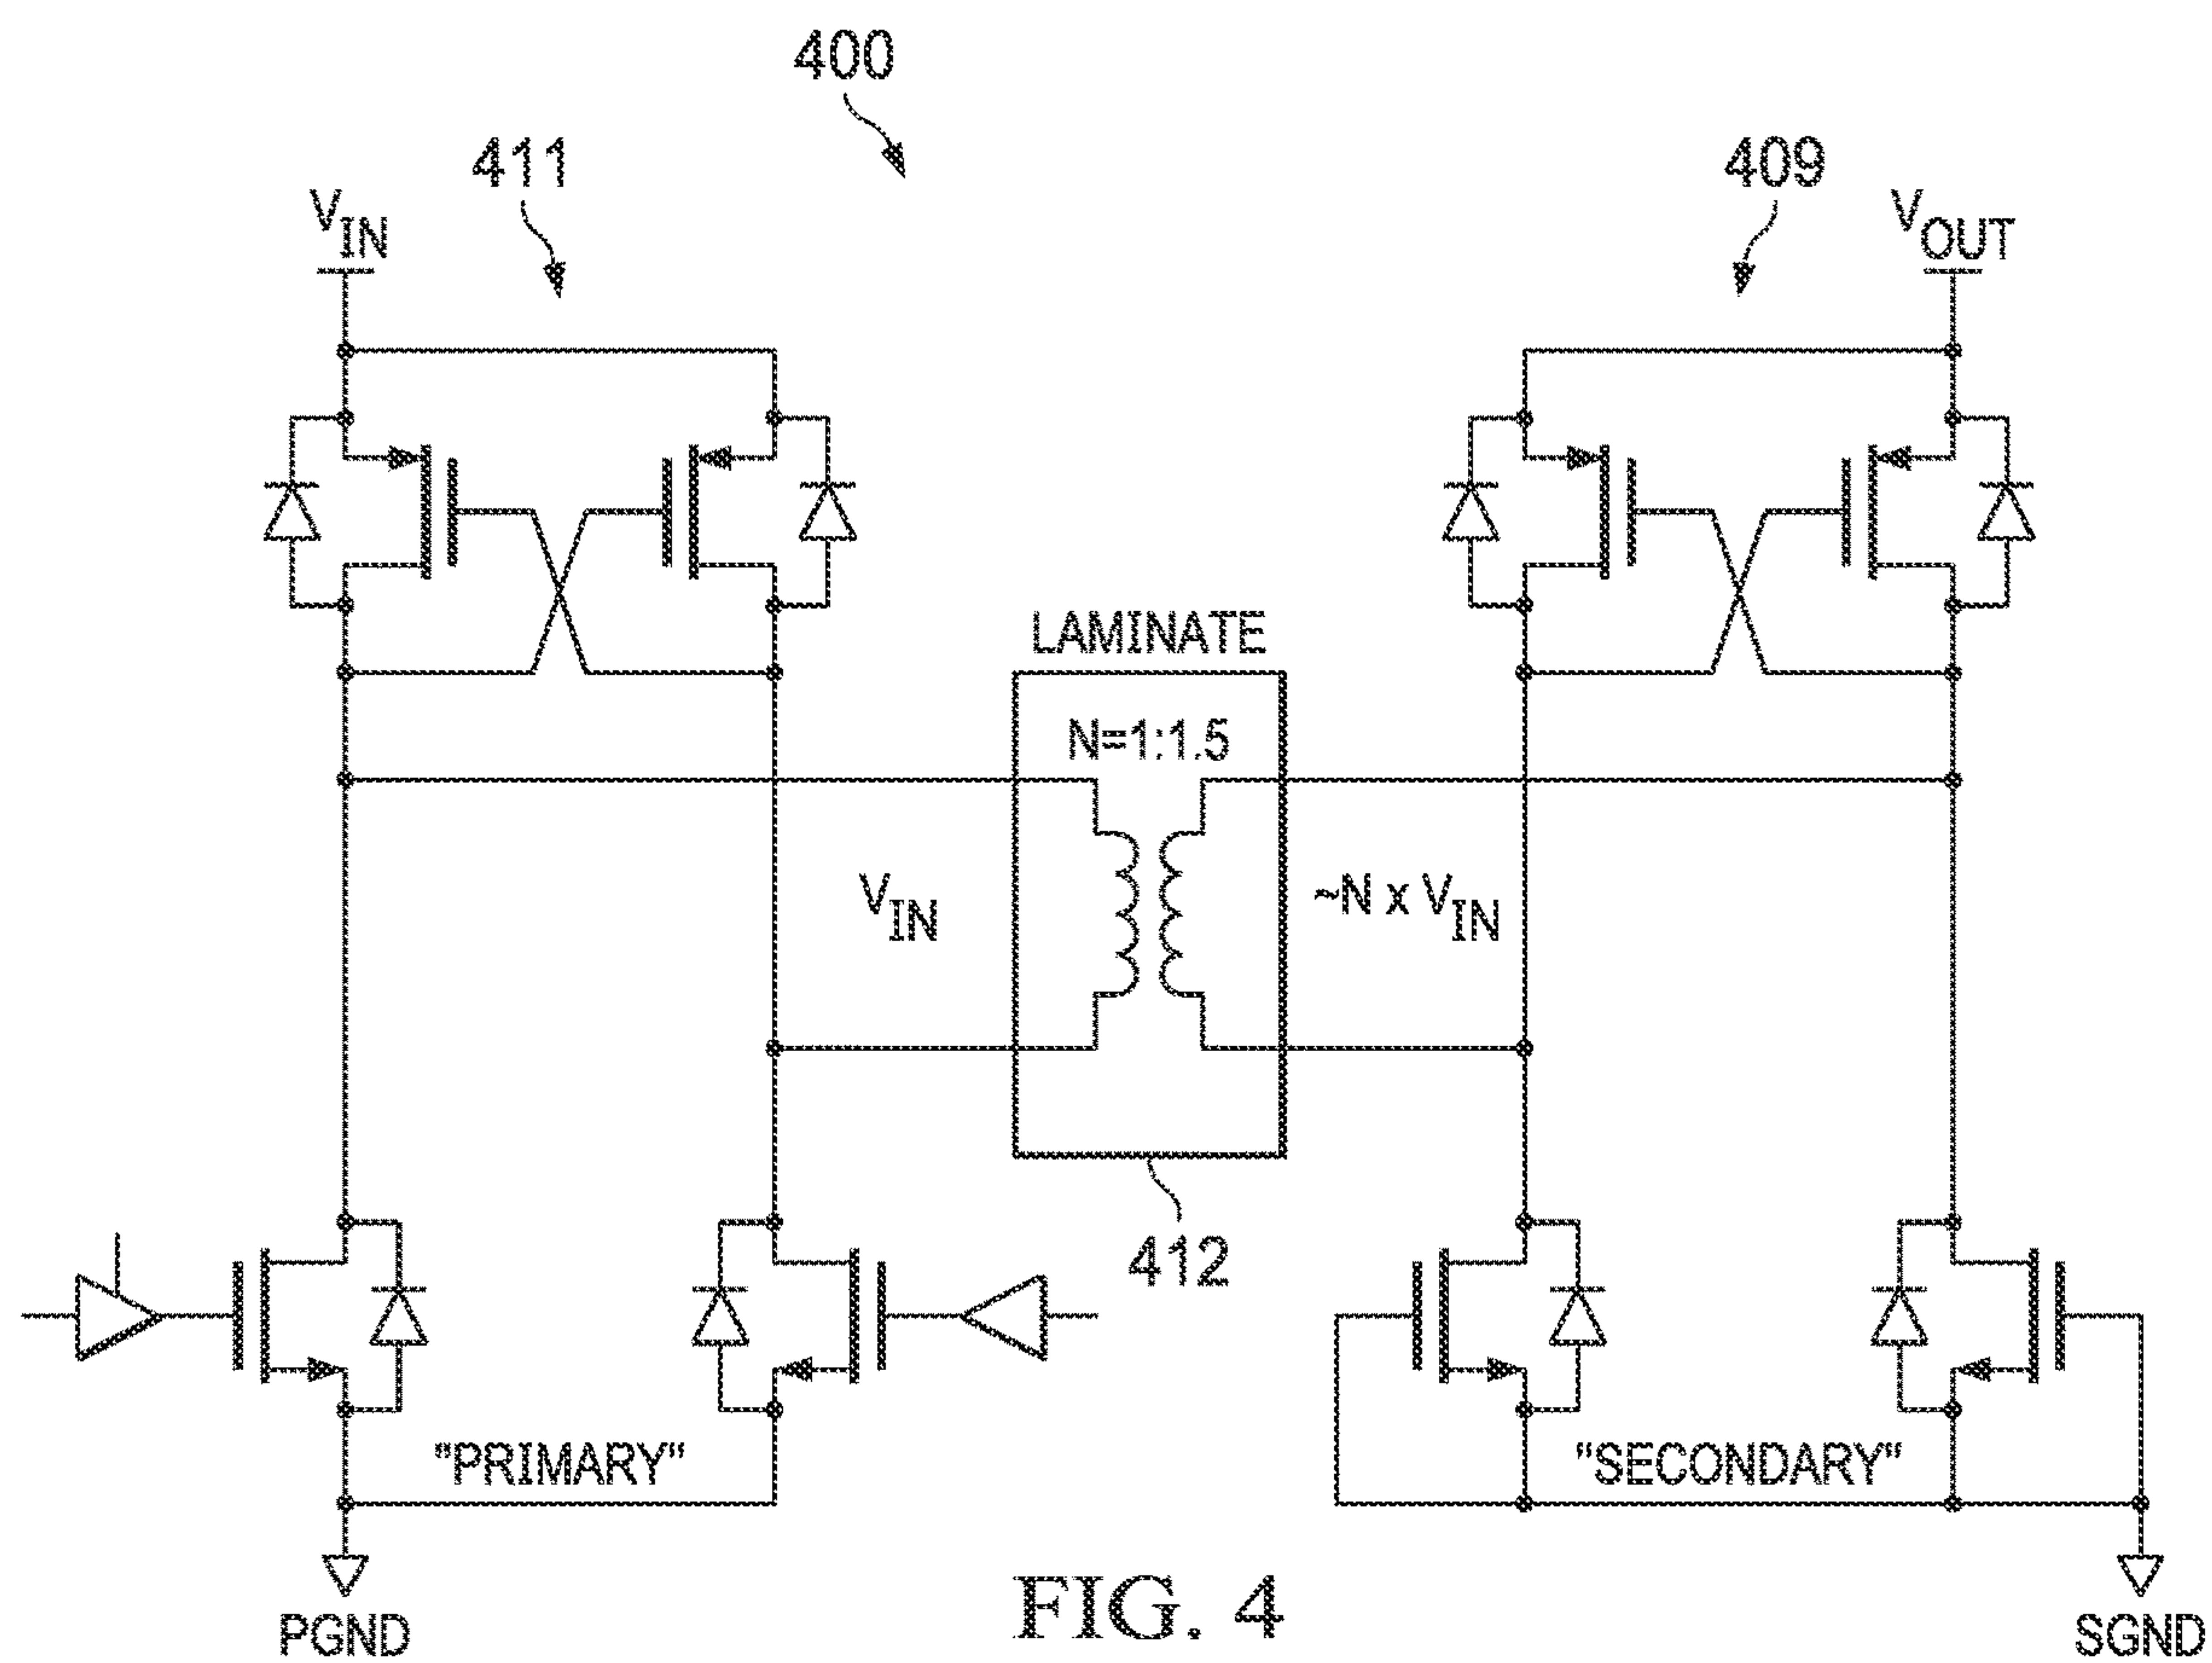 400
411
409
VIN
VOUT
LAMINATE
N=1:1.5
VIN
~N x VIN
412
"PRIMARY"
"SECONDARY"
PGND
SGND
FIG. 4